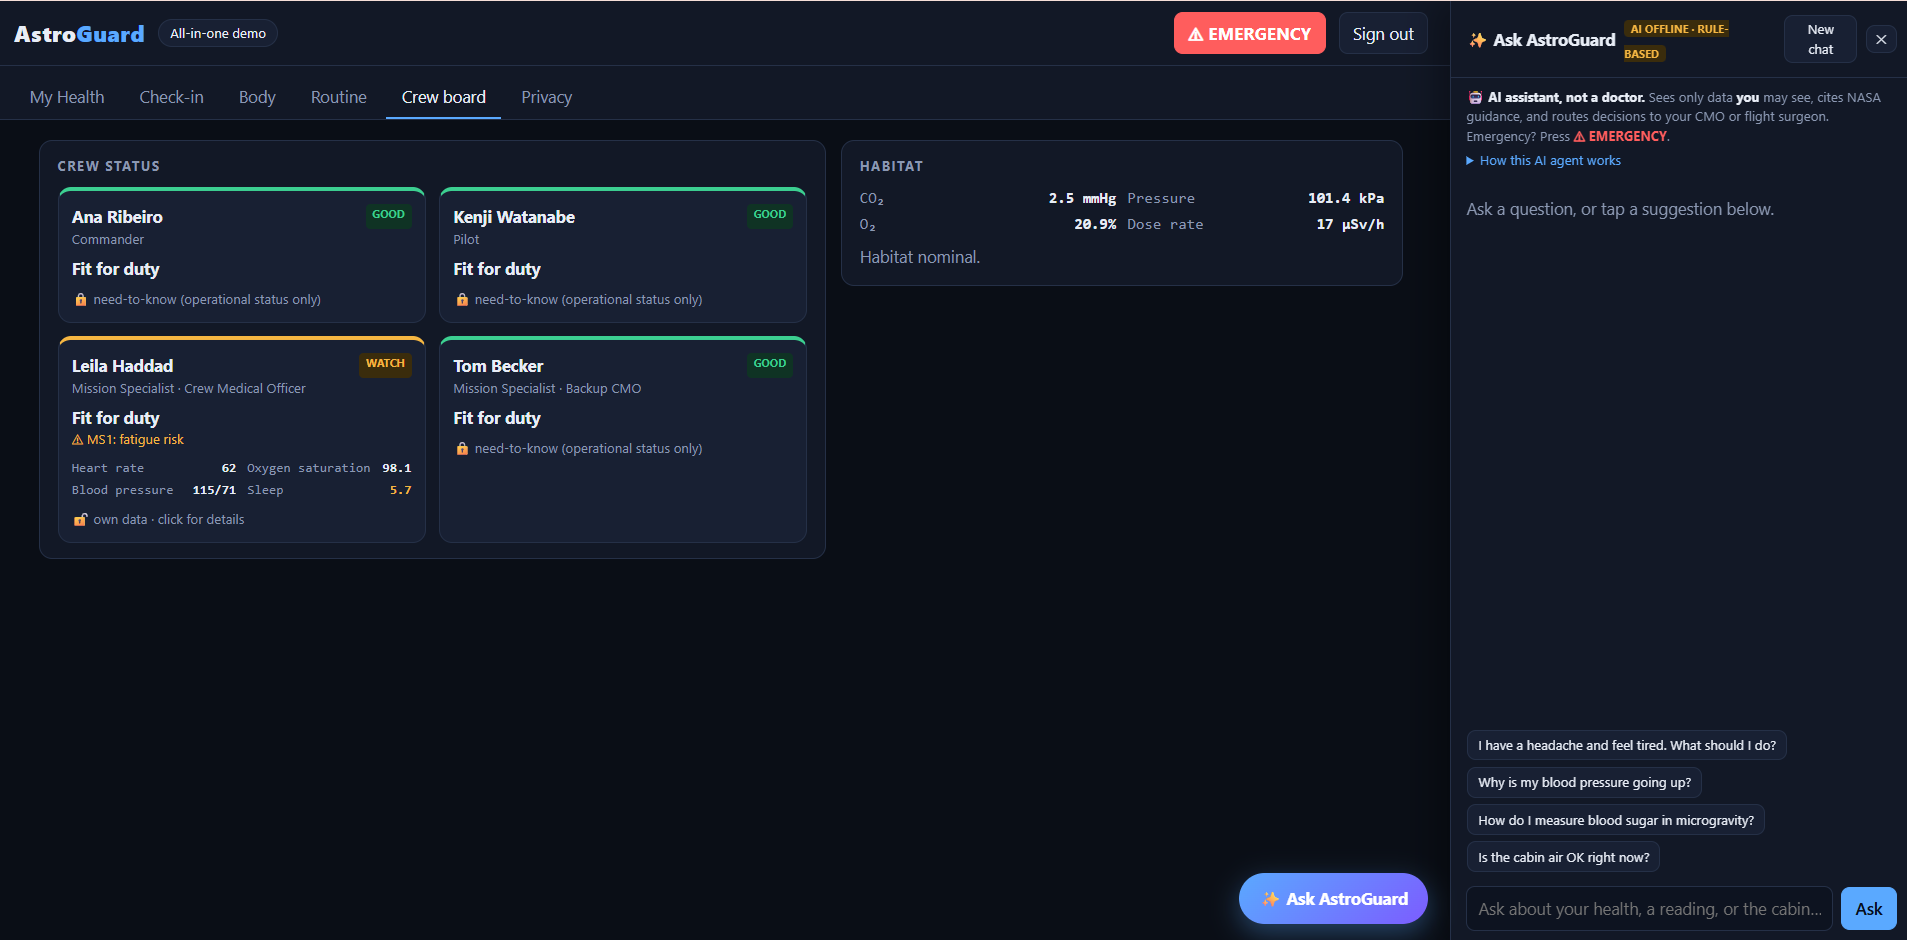 AstroGuard
All-in-one demo
⚠ EMERGENCY
Sign out
My Health
Check-in
Body
Routine
Crew board
Privacy
CREW STATUS
Ana Ribeiro
GOOD
Commander
Fit for duty
need-to-know (operational status only)
Kenji Watanabe
GOOD
Pilot
Fit for duty
need-to-know (operational status only)
Leila Haddad
WATCH
Mission Specialist · Crew Medical Officer
Fit for duty
⚠ MS1: fatigue risk
Heart rate 62 Oxygen saturation 98.1
Blood pressure 115/71 Sleep 5.7
own data · click for details
Tom Becker
GOOD
Mission Specialist · Backup CMO
Fit for duty
need-to-know (operational status only)
HABITAT
CO₂ 2.5 mmHg Pressure 101.4 kPa
O₂ 20.9% Dose rate 17 µSv/h
Habitat nominal.
✨ Ask AstroGuard
✨ Ask AstroGuard
AI OFFLINE · RULE-
BASED
New
chat
✕
AI assistant, not a doctor. Sees only data you may see, cites NASA
guidance, and routes decisions to your CMO or flight surgeon.
Emergency? Press ⚠ EMERGENCY.
▶ How this AI agent works
Ask a question, or tap a suggestion below.
I have a headache and feel tired. What should I do?
Why is my blood pressure going up?
How do I measure blood sugar in microgravity?
Is the cabin air OK right now?
Ask about your health, a reading, or the cabin...
Ask